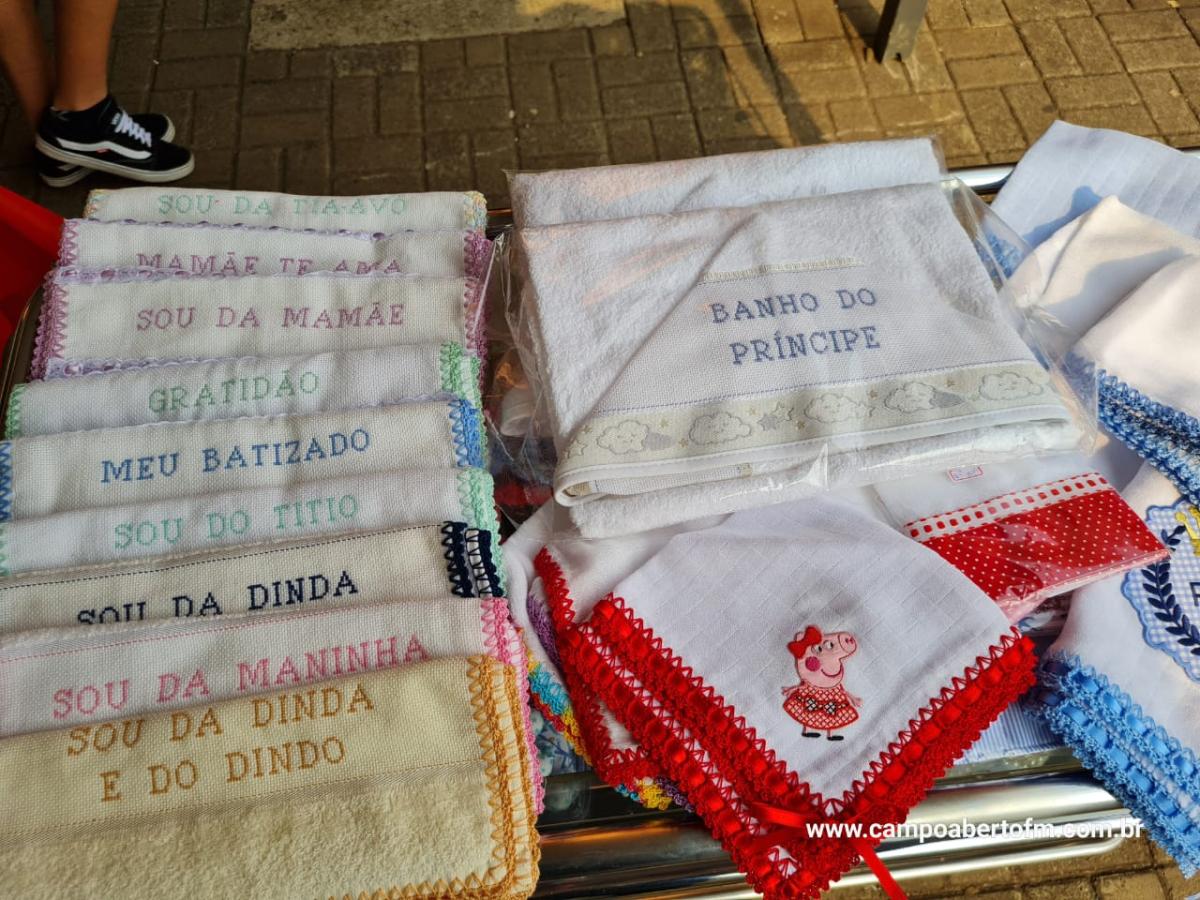 SOU DA TIA-AVÓ
MAMÃE TE AMA
SOU DA MAMÃE
GRATIDÃO
MEU BATIZADO
SOU DO TITIO
SOU DA DINDA
SOU DA MANINHA
SOU DA DINDA
E DO DINDO
BANHO DO
PRÍNCIPE
www.campoabertofm.com.br